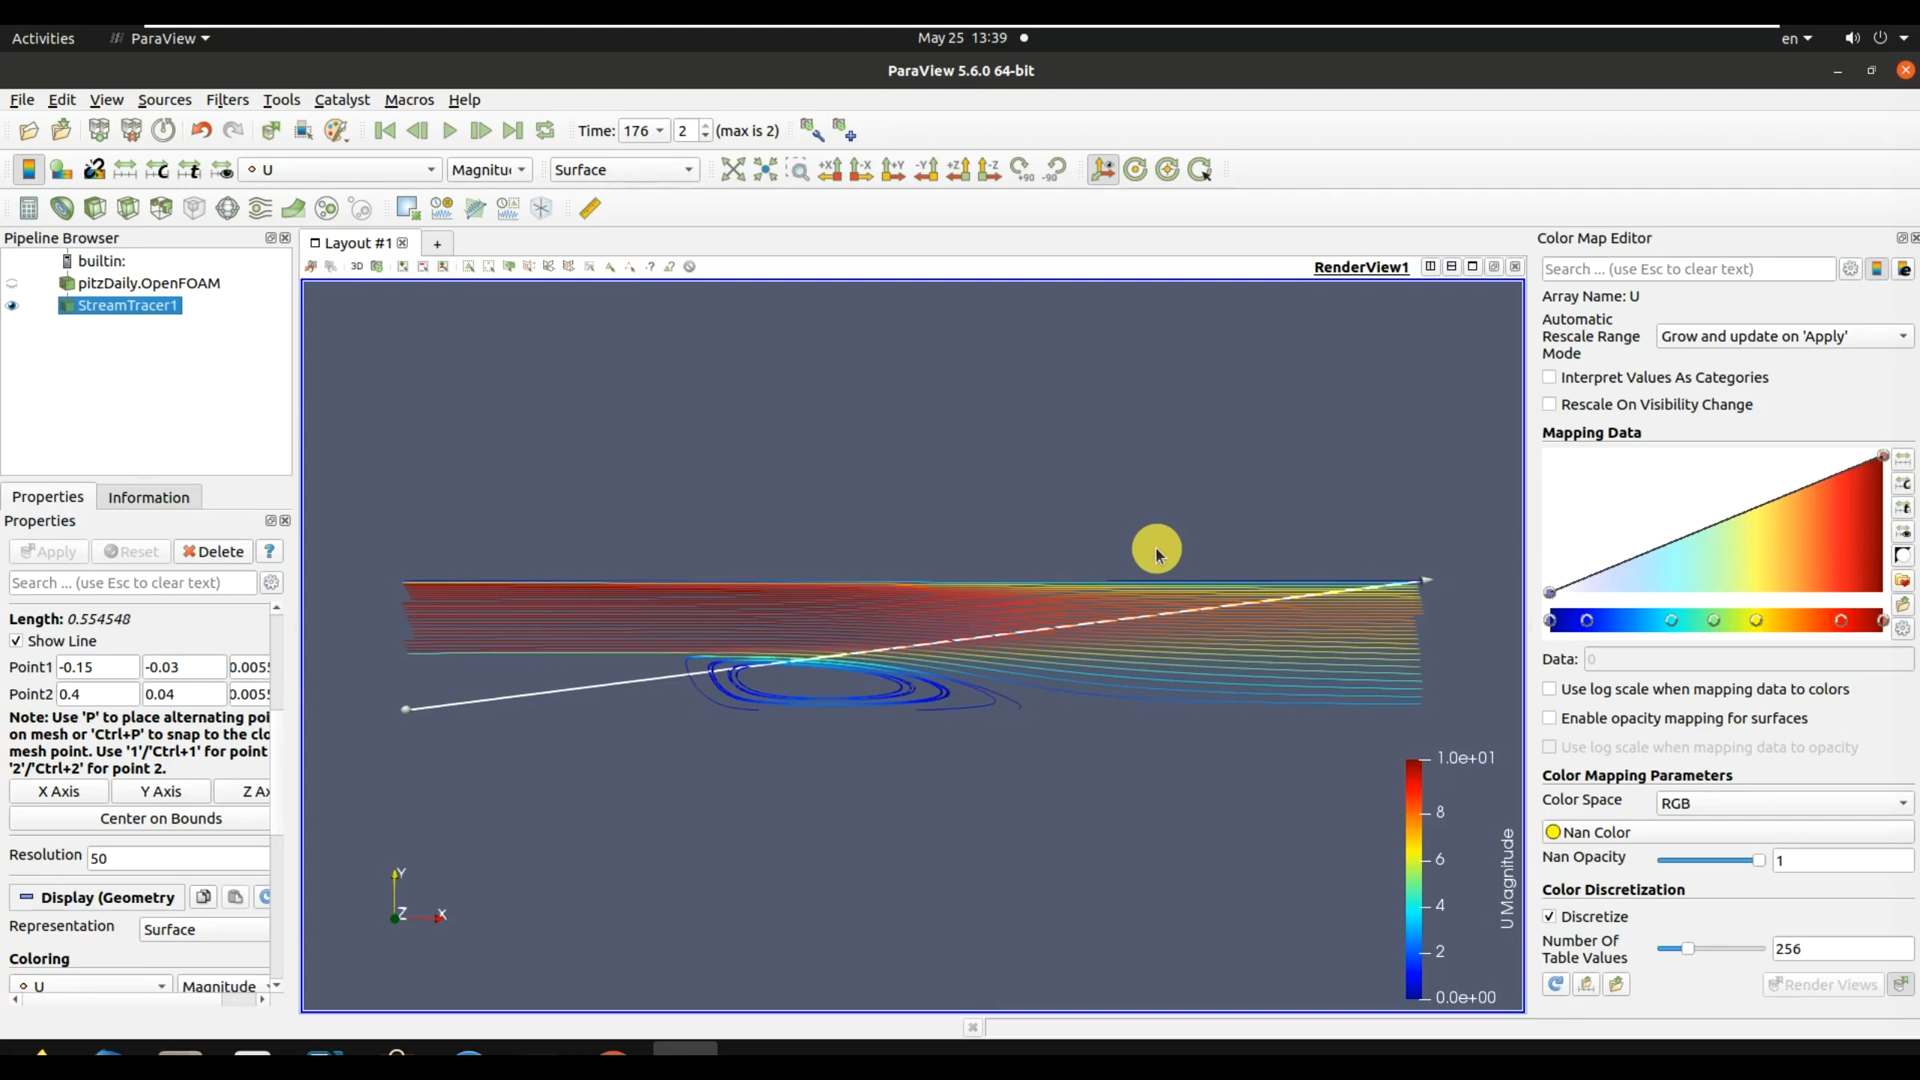 Activities
ParaView
May 25 13:39
en
ParaView 5.6.0 64-bit
File Edit View Sources Filters Tools Catalyst Macros Help
Time: 176 2 (max is 2)
U
Magnitu
Surface
+X -X +Y -Y +Z -Z +90 -90
Pipeline Browser
builtin:
pitzDaily.OpenFOAM
StreamTracer1
Properties Information
Properties
Apply Reset Delete ?
Search ... (use Esc to clear text)
Length: 0.554548
Show Line
Point1 -0.15 -0.03 0.005
Point2 0.4 0.04 0.005
Note: Use 'P' to place alternating poi
on mesh or 'Ctrl+P' to snap to the clo
mesh point. Use '1'/'Ctrl+1' for point
'2'/'Ctrl+2' for point 2.
X Axis Y Axis Z Ax
Center on Bounds
Resolution 50
Display (Geometry
Representation Surface
Coloring
U Magnitude
Layout #1 +
3D
RenderView1
1.0e+01
8
6
4
2
0.0e+00
U Magnitude
Y
Z X
Color Map Editor
Search ... (use Esc to clear text)
Array Name: U
Automatic
Rescale Range
Mode
Grow and update on 'Apply'
Interpret Values As Categories
Rescale On Visibility Change
Mapping Data
Data: 0
Use log scale when mapping data to colors
Enable opacity mapping for surfaces
Use log scale when mapping data to opacity
Color Mapping Parameters
Color Space RGB
Nan Color
Nan Opacity 1
Color Discretization
Discretize
Number Of
Table Values
256
Render Views